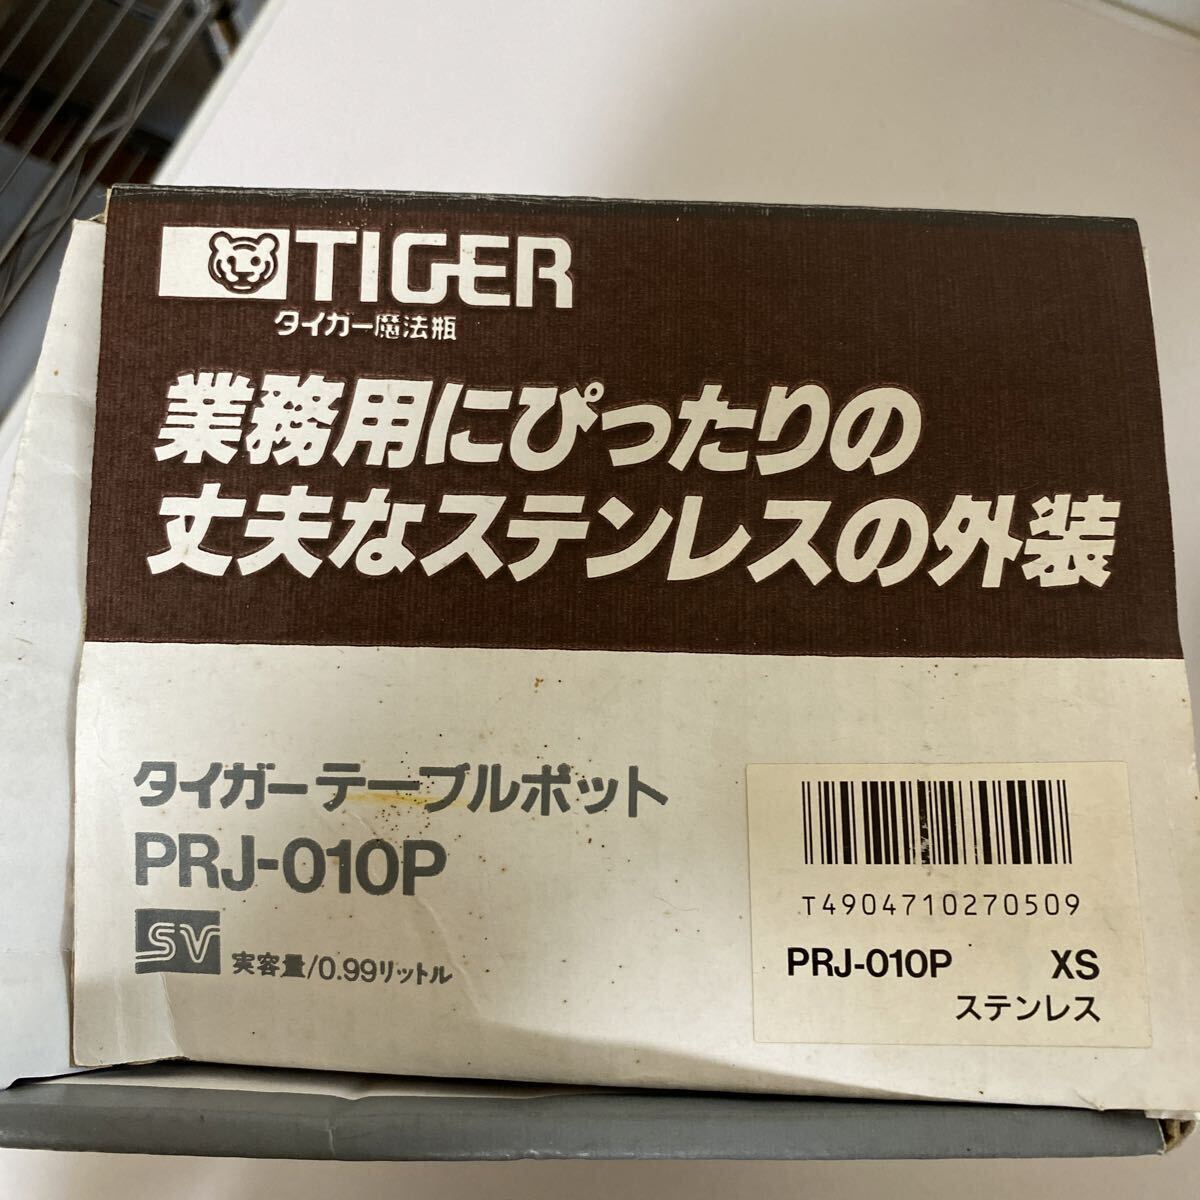 TIGER
タイガー魔法瓶
業務用にぴったりの
丈夫なステンレスの外装
タイガーテーブルポット
PRJ-010P
SV 実容量/0.99リットル
T4904710270509
PRJ-010P XS
ステンレス